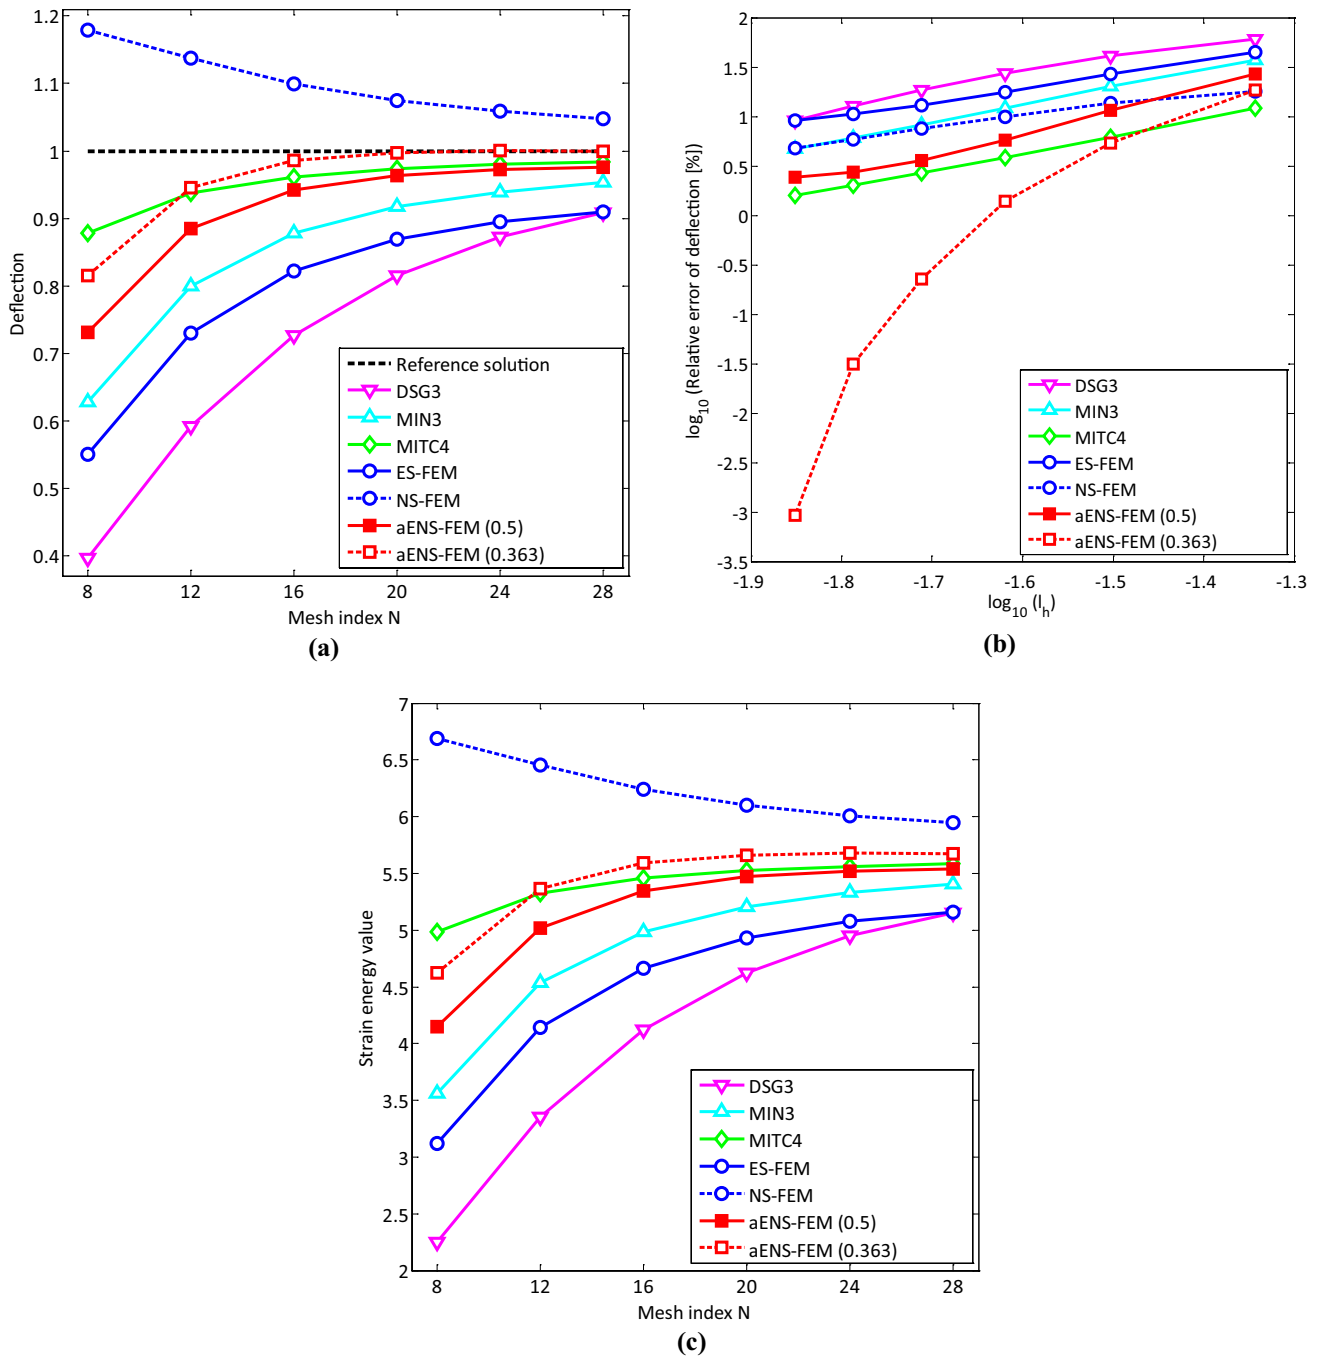 1.2
1.1
1
0.9
0.8
0.7
0.6
0.5
0.4
Deflection
8 12 16 20 24 28
Mesh index N
Reference solution
DSG3
MIN3
MITC4
ES-FEM
NS-FEM
aENS-FEM (0.5)
aENS-FEM (0.363)
(a)
2
1.5
1
0.5
0
-0.5
-1
-1.5
-2
-2.5
-3
-3.5
log10 (Relative error of deflection [%])
-1.9 -1.8 -1.7 -1.6 -1.5 -1.4 -1.3
log10 (lh)
DSG3
MIN3
MITC4
ES-FEM
NS-FEM
aENS-FEM (0.5)
aENS-FEM (0.363)
(b)
7
6.5
6
5.5
5
4.5
4
3.5
3
2.5
2
Strain energy value
8 12 16 20 24 28
Mesh index N
DSG3
MIN3
MITC4
ES-FEM
NS-FEM
aENS-FEM (0.5)
aENS-FEM (0.363)
(c)